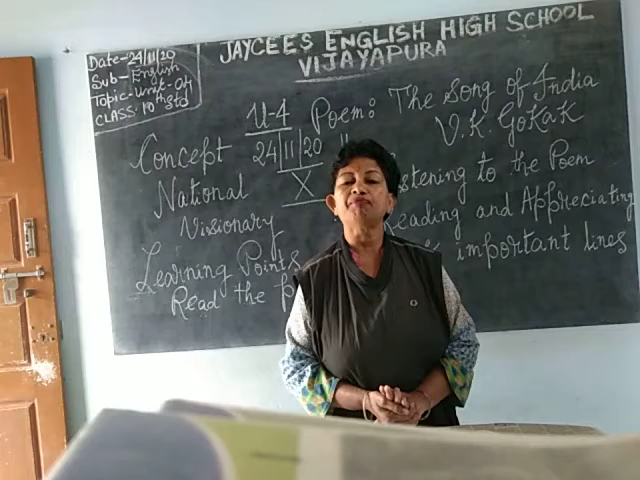 Date-24/11/20
Sub-English
Topic-Unit-04
CLASS-10th std
JAYCEES ENGLISH HIGH SCHOOL
VIJAYAPURA
U-4 Poem: The Song of India
V.K. GoKaK
Concept 24/11/20 "
National X stening to the Poem
Visionary eading and Appreciating
Learning Points important lines
Read the